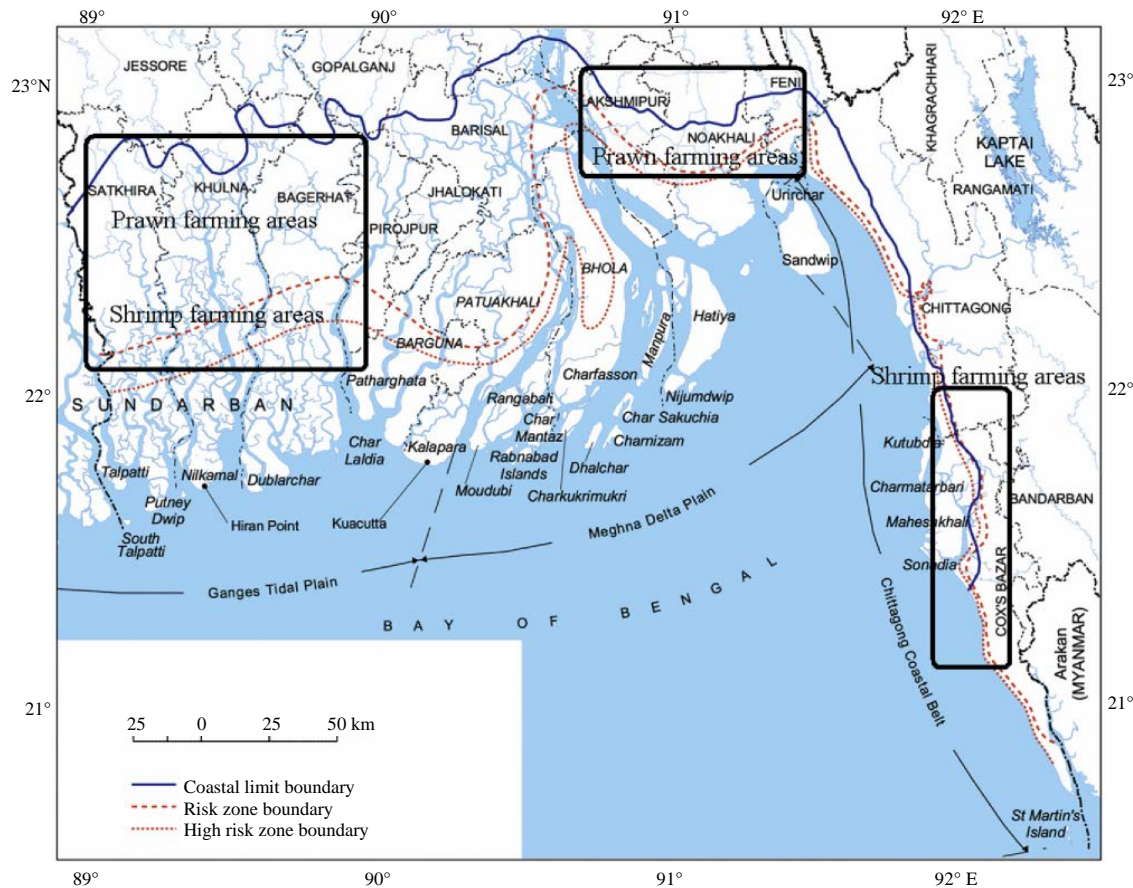 89°
90°
91°
92° E
23°N
23°
JESSORE
GOPALGANJ
FENI
KHAGRACHHARI
LAKSHMIPURI
BARISAL
NOAKHALI
KAPTAI
LAKE
Prawn farming areas
SATKHIRA
KHULNA
BAGERHAT
JHALOKATI
RANGAMATI
Urirchar
Prawn farming areas
PIROJPUR
Sandwip
BHOLA
PATUAKHALI
Shrimp farming areas
CHITTAGONG
Hatiya
BARGUNA
Manpura
Patharghata
Charfasson
Shrimp farming areas
22°
22°
SUNDARBAN
Rangabali
Nijumdwip
Char
Mantaz
Char Sakuchia
Kutubdia
Char
Laldia
Kalapara
Rabnabad
Islands
Charnizam
Talpatti
Nilkamal
Dublarchar
Dhalchar
Moudubi
Charkukrimukri
Charmatarbari
BANDARBAN
Putney
Dwip
Hiran Point
Kuacutta
Maheshkhali
South
Talpatti
Meghna Delta Plain
Sonadia
COX'S BAZAR
Ganges Tidal Plain
BAY OF BENGAL
Chittagong Coastal Belt
Arakan
(MYANMAR)
21°
21°
25 0 25 50 km
Coastal limit boundary
Risk zone boundary
High risk zone boundary
St Martin's
Island
89°
90°
91°
92° E